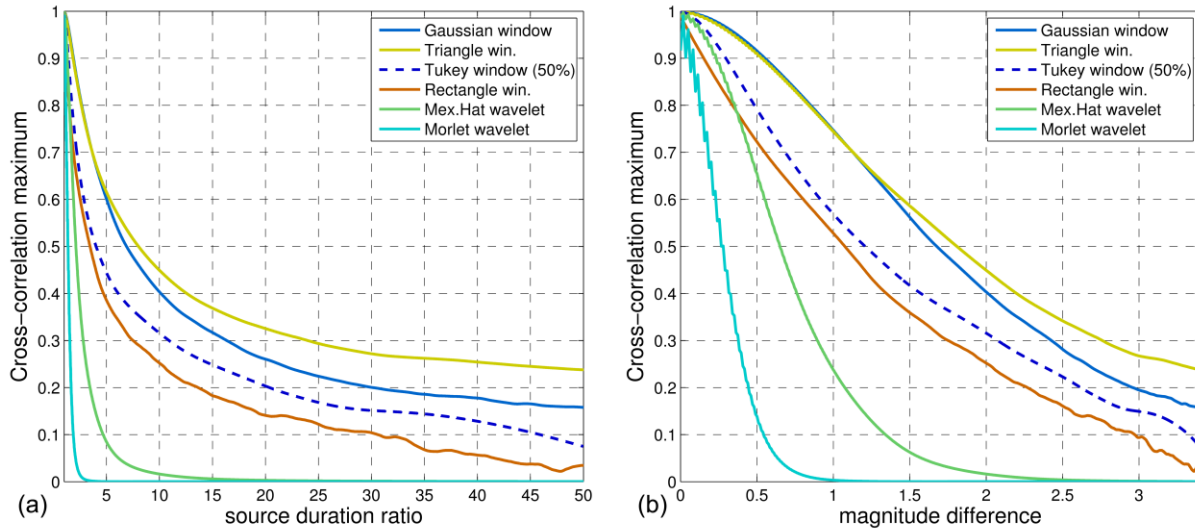 Cross-correlation maximum
1
0.9
0.8
0.7
0.6
0.5
0.4
0.3
0.2
0.1
0
Gaussian window
Triangle win.
Tukey window (50%)
Rectangle win.
Mex.Hat wavelet
Morlet wavelet
5 10 15 20 25 30 35 40 45 50
(a) source duration ratio
Cross-correlation maximum
1
0.9
0.8
0.7
0.6
0.5
0.4
0.3
0.2
0.1
0
Gaussian window
Triangle win.
Tukey window (50%)
Rectangle win.
Mex.Hat wavelet
Morlet wavelet
0 0.5 1 1.5 2 2.5 3
(b) magnitude difference